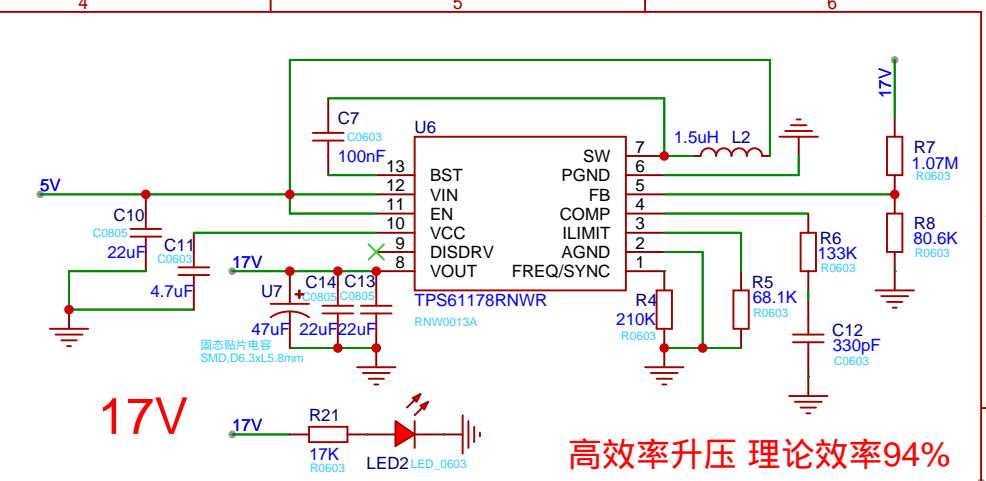 4
5
6
17V
C7
C0603
100nF
U6
1.5uH
L2
R7
1.07M
R0603
13
BST
SW
7
12
VIN
PGND
6
11
EN
FB
5
10
VCC
COMP
4
9
DISDRV
ILIMIT
3
8
VOUT
AGND
2
FREQ/SYNC
1
TPS61178RNWR
RNW0013A
5V
C10
C0805
22uF
C11
C0603
4.7uF
17V
U7
47uF
固态贴片电容
SMD,D6.3xL5.8mm
C14
C0805
22uF
C13
C0805
22uF
R4
210K
R0603
R5
68.1K
R0603
R6
133K
R0603
R8
80.6K
R0603
C12
330pF
C0603
17V
17V
R21
17K
R0603
LED2
LED_0603
高效率升压 理论效率94%